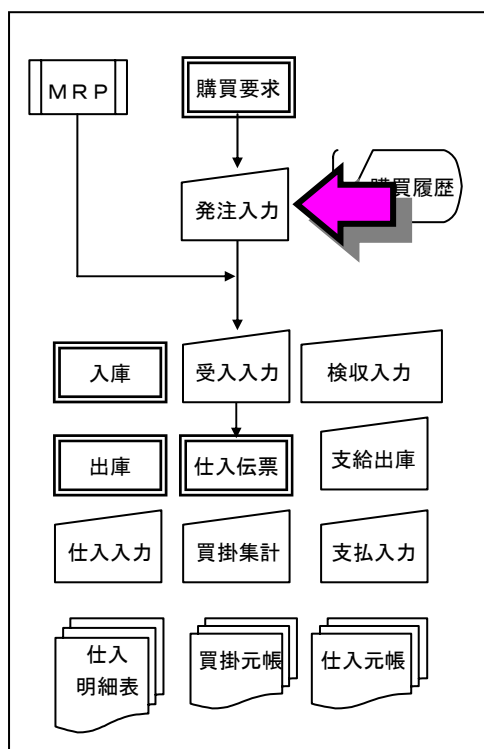 ＭＲＰ
購買要求
購買履歴
発注入力
入庫
受入入力
検収入力
出庫
仕入伝票
支給出庫
仕入入力
買掛集計
支払入力
仕入
明細表
買掛元帳
仕入元帳